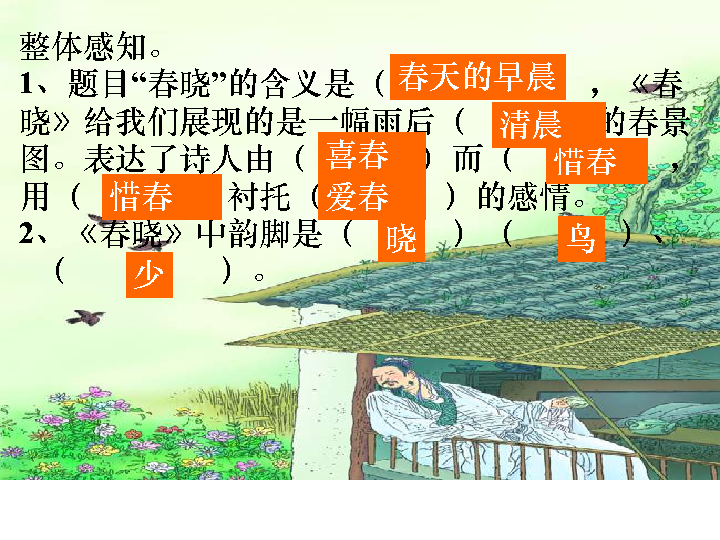 整体感知。
1、题目“春晓”的含义是（春天的早晨，《春
晓》给我们展现的是一幅雨后（清晨的春景
图。表达了诗人由（喜春）而（惜春，
用（惜春衬托（爱春）的感情。
2、《春晓》中韵脚是（晓）（鸟）、
（少）。